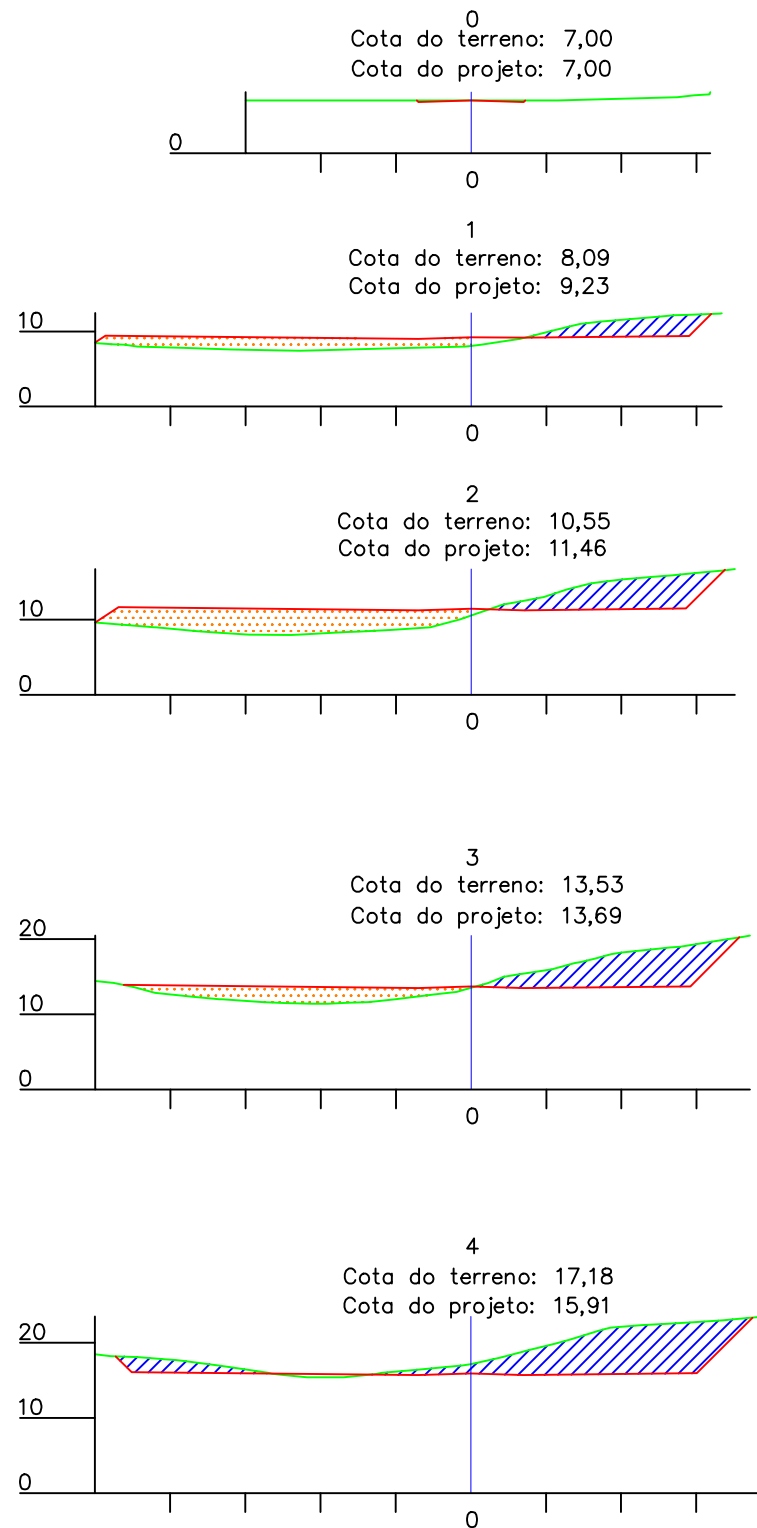 0
Cota do terreno: 7,00
Cota do projeto: 7,00
0
0
1
Cota do terreno: 8,09
Cota do projeto: 9,23
10
0
0
2
Cota do terreno: 10,55
Cota do projeto: 11,46
10
0
0
3
Cota do terreno: 13,53
Cota do projeto: 13,69
20
10
0
0
4
Cota do terreno: 17,18
Cota do projeto: 15,91
20
10
0
0